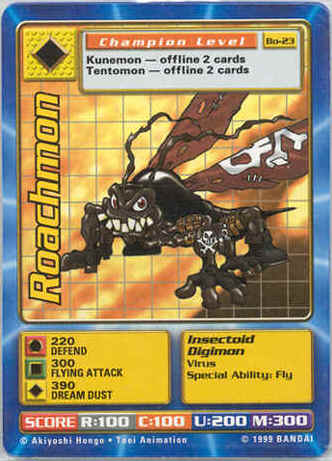 Champion Level
Bo-23
Kunemon — offline 2 cards
Tentomon — offline 2 cards
Roachmon
220
DEFEND
300
FLYING ATTACK
390
DREAM DUST
Insectoid
Digimon
Virus
Special Ability: Fly
SCORE R:100 C:100 U:200 M:300
© Akiyoshi Hongo • Toei Animation © 1999 BANDAI